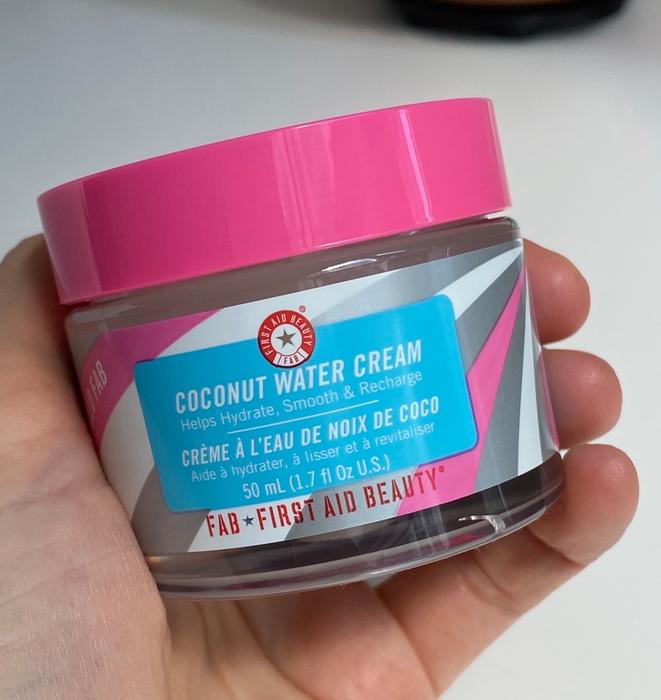 FIRST AID BEAUTY
FAB
®
COCONUT WATER CREAM
Helps Hydrate, Smooth & Recharge
CRÈME À L'EAU DE NOIX DE COCO
Aide à hydrater, à lisser et à revitaliser
50 mL (1.7 fl Oz U.S.)
FAB★FIRST AID BEAUTY®
FAB